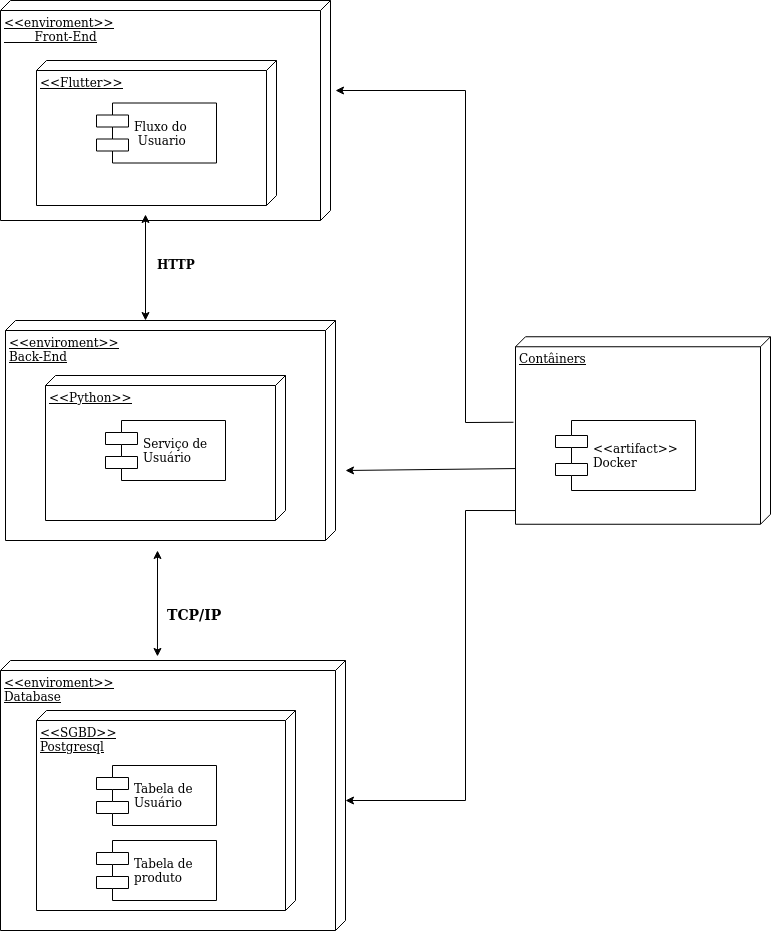 <<enviroment>>
Front-End
<<Flutter>>
Fluxo do
Usuario
HTTP
<<enviroment>>
Back-End
<<Python>>
Serviço de
Usuário
Contâiners
<<artifact>>
Docker
TCP/IP
<<enviroment>>
Database
<<SGBD>>
Postgresql
Tabela de
Usuário
Tabela de
produto